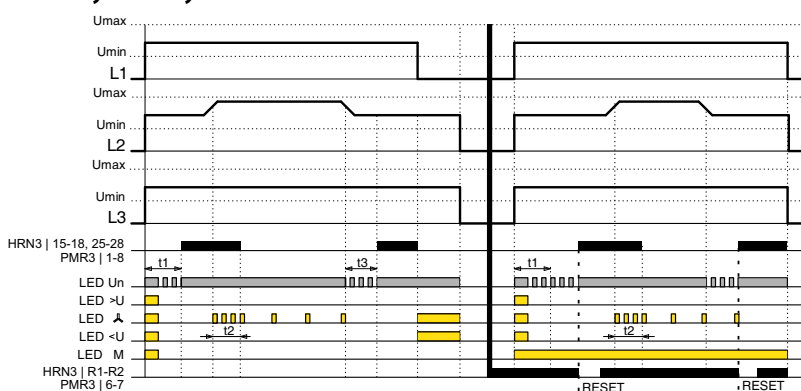 Umax
Umin
L1
Umax
Umin
L2
Umax
Umin
L3
HRN3 | 15-18, 25-28
PMR3 | 1-8
t1 t3 t1
LED Un
LED >U
LED
t2 t2
LED <U
LED M
HRN3 | R1-R2
PMR3 | 6-7
RESET RESET